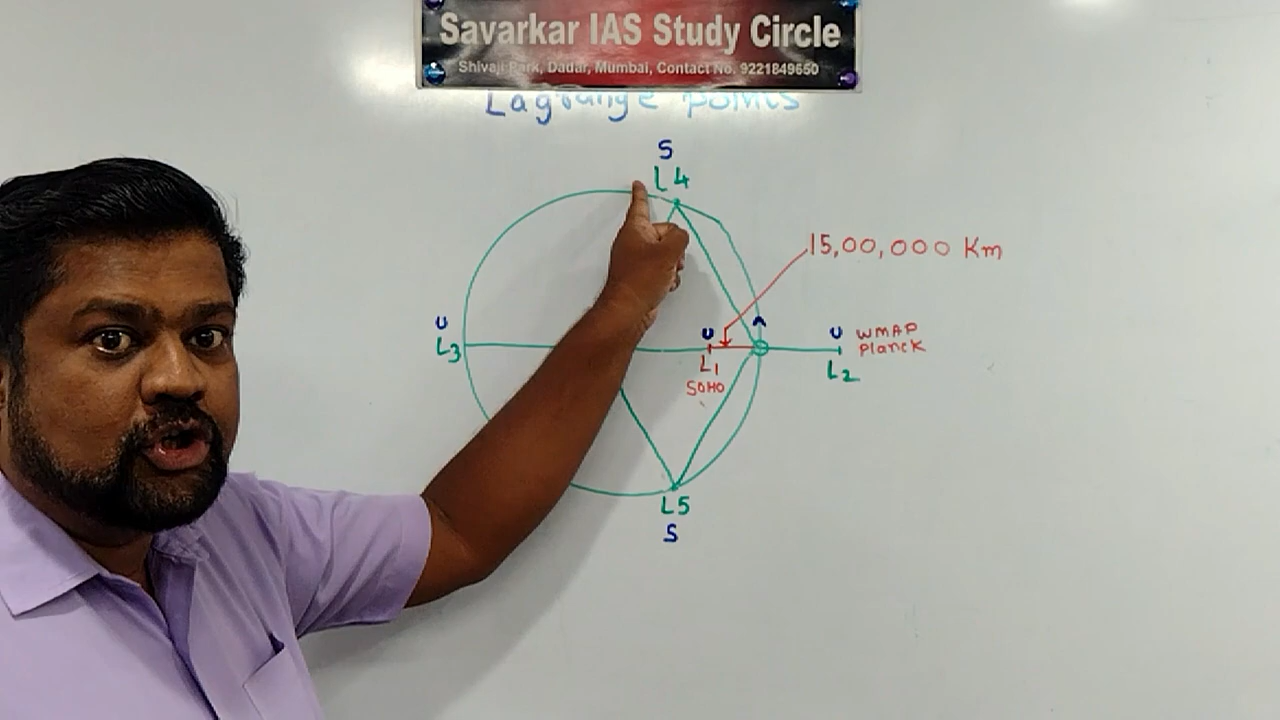 Savarkar IAS Study Circle
Shivaji Park, Dadar, Mumbai, Contact No. 9221849650
Lagrange points
S
L4
15,00,000 Km
U
L3
U
L1
SOHO
U
L2
WMAP
Planck
L5
S